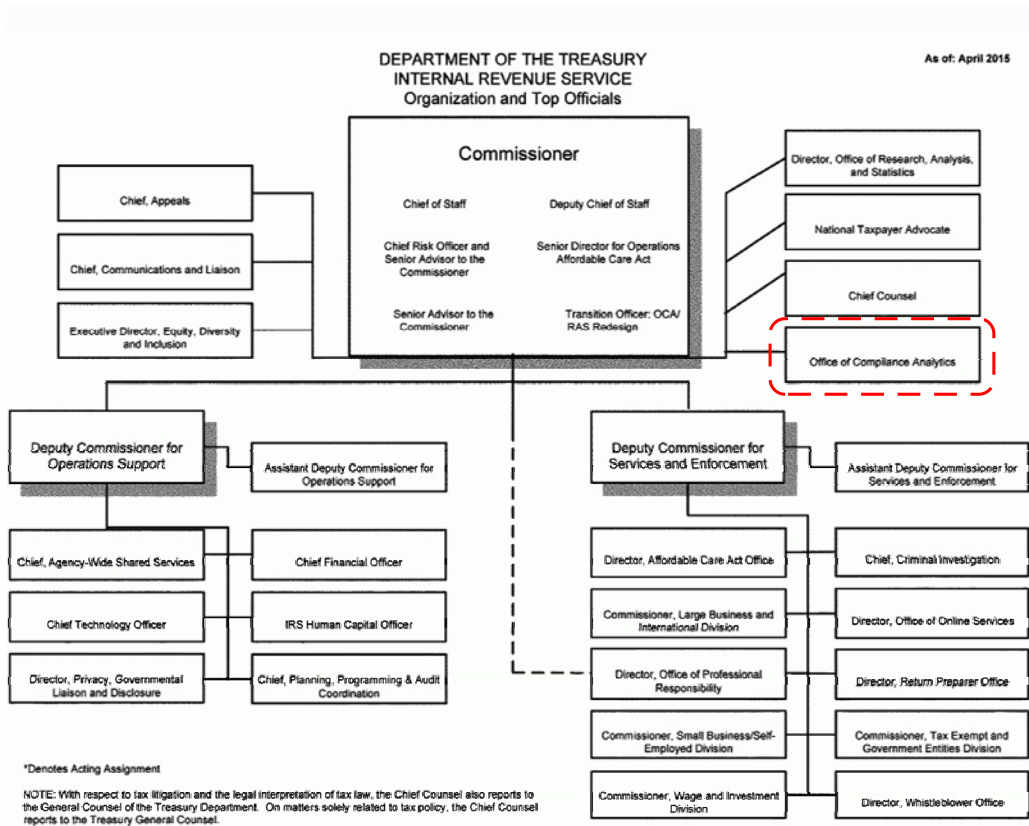 DEPARTMENT OF THE TREASURY
INTERNAL REVENUE SERVICE
Organization and Top Officials
As of: April 2015
Commissioner
Chief of Staff
Deputy Chief of Staff
Chief Risk Officer and
Senior Advisor to the
Commissioner
Senior Director for Operations
Affordable Care Act
Senior Advisor to the
Commissioner
Transition Officer: OCA/
RAS Redesign
Chief, Appeals
Chief, Communications and Liaison
Executive Director, Equity, Diversity
and Inclusion
Director, Office of Research, Analysis,
and Statistics
National Taxpayer Advocate
Chief Counsel
Office of Compliance Analytics
Deputy Commissioner for
Operations Support
Assistant Deputy Commissioner for
Operations Support
Chief, Agency-Wide Shared Services
Chief Financial Officer
Chief Technology Officer
IRS Human Capital Officer
Director, Privacy, Governmental
Liaison and Disclosure
Chief, Planning, Programming & Audit
Coordination
Deputy Commissioner for
Services and Enforcement
Assistant Deputy Commissioner for
Services and Enforcement
Director, Affordable Care Act Office
Chief, Criminal Investigation
Commissioner, Large Business and
International Division
Director, Office of Online Services
Director, Office of Professional
Responsibility
Director, Return Preparer Office
Commissioner, Small Business/Self-
Employed Division
Commissioner, Tax Exempt and
Government Entities Division
Commissioner, Wage and Investment
Division
Director, Whistleblower Office
*Denotes Acting Assignment
NOTE: With respect to tax litigation and the legal interpretation of tax law, the Chief Counsel also reports to
the General Counsel of the Treasury Department. On matters solely related to tax policy, the Chief Counsel
reports to the Treasury General Counsel.